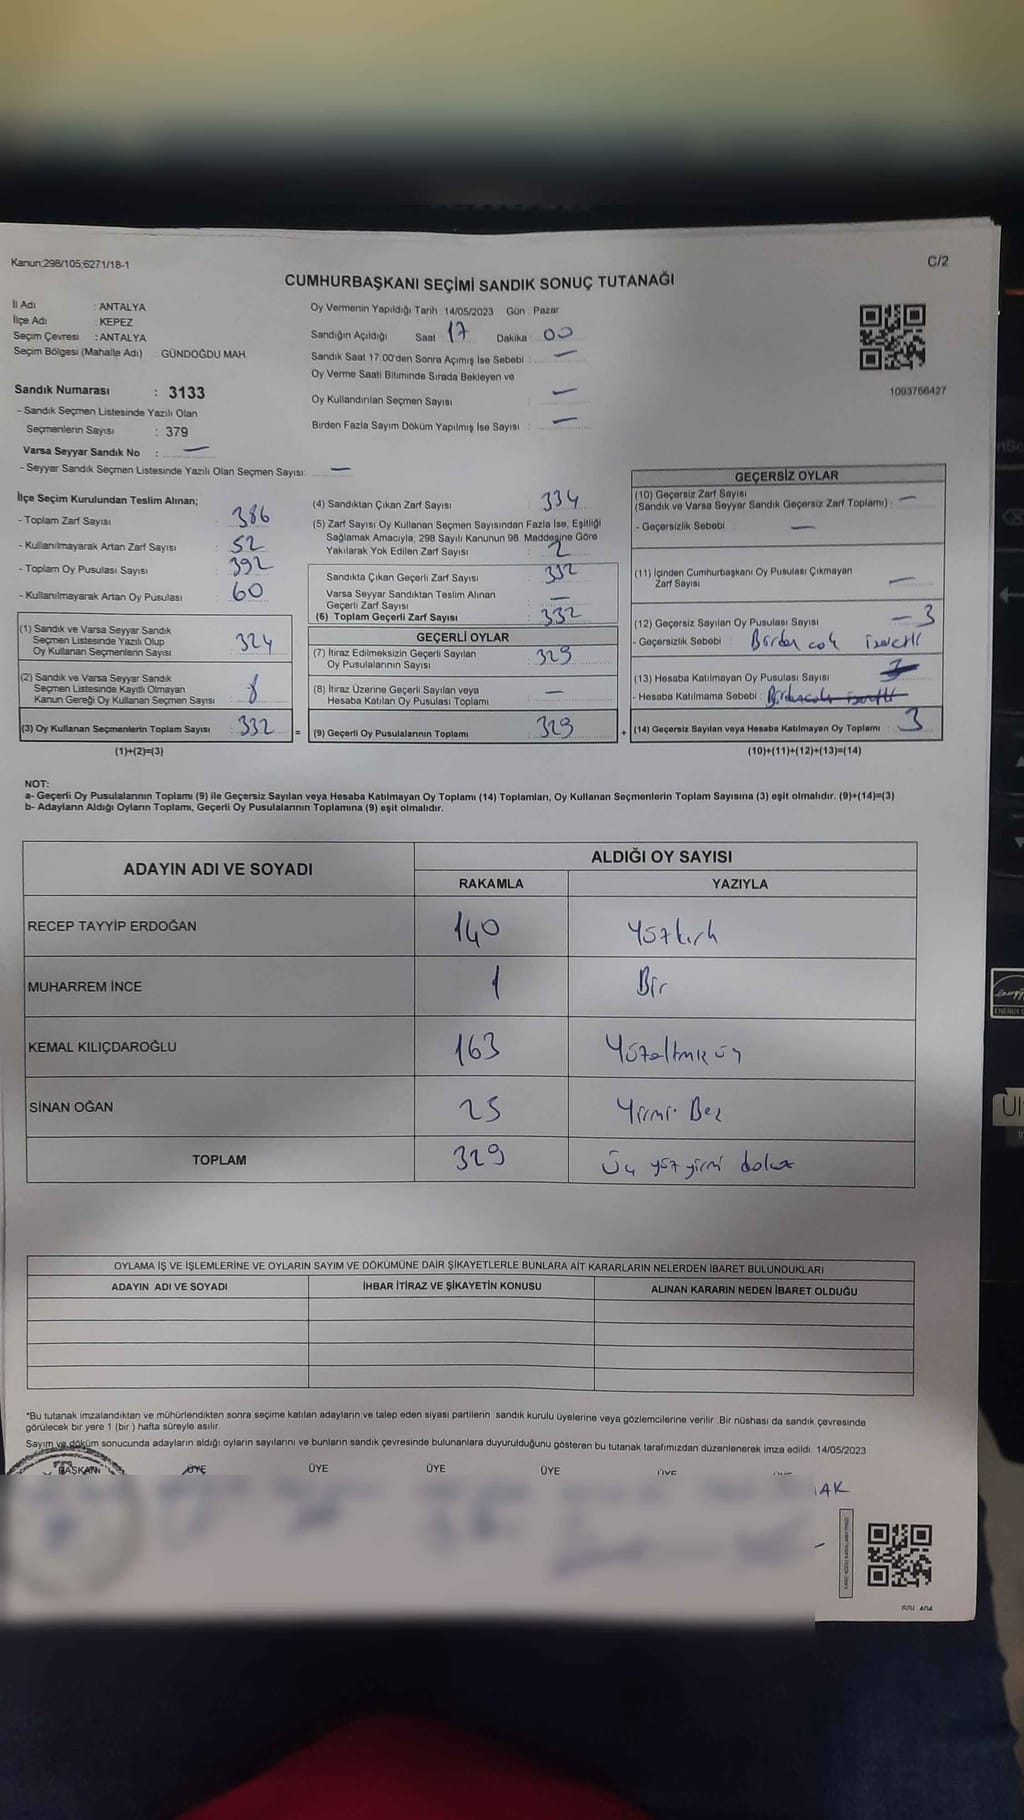 Kanun;298/105;6271/18-1
C/2
CUMHURBAŞKANI SEÇİMİ SANDIK SONUÇ TUTANAĞI
İl Adı : ANTALYA
İlçe Adı : KEPEZ
Seçim Çevresi : ANTALYA
Seçim Bölgesi (Mahalle Adı) : GÜNDOĞDU MAH.
Oy Vermenin Yapıldığı Tarih : 14/05/2023 Gün : Pazar
Sandığın Açıldığı Saat 17 Dakika : 00
Sandık Saat 17:00'den Sonra Açımış İse Sebebi : —
Oy Verme Saati Bitiminde Sırada Bekleyen ve
Oy Kullandırılan Seçmen Sayısı : —
Birden Fazla Sayım Döküm Yapılmış İse Sayısı : —
1093766427
Sandık Numarası : 3133
- Sandık Seçmen Listesinde Yazılı Olan
Seçmenlerin Sayısı : 379
Varsa Seyyar Sandık No : —
- Seyyar Sandık Seçmen Listesinde Yazılı Olan Seçmen Sayısı: —
İlçe Seçim Kurulundan Teslim Alınan;
- Toplam Zarf Sayısı : 386
- Kullanılmayarak Artan Zarf Sayısı : 52
- Toplam Oy Pusulası Sayısı : 392
- Kullanılmayarak Artan Oy Pusulası : 60
(1) Sandık ve Varsa Seyyar Sandık
Seçmen Listesinde Yazılı Olup
Oy Kullanan Seçmenlerin Sayısı : 324
(2) Sandık ve Varsa Seyyar Sandık
Seçmen Listesinde Kayıtlı Olmayan
Kanun Gereği Oy Kullanan Seçmen Sayısı : 8
(3) Oy Kullanan Seçmenlerin Toplam Sayısı : 332 =
(1)+(2)=(3)
(4) Sandıktan Çıkan Zarf Sayısı : 334
(5) Zarf Sayısı Oy Kullanan Seçmen Sayısından Fazla İse, Eşitliği
Sağlamak Amacıyla; 298 Sayılı Kanunun 98. Maddesine Göre
Yakılarak Yok Edilen Zarf Sayısı : 2
Sandıkta Çıkan Geçerli Zarf Sayısı : 332
Varsa Seyyar Sandıktan Teslim Alınan
Geçerli Zarf Sayısı : —
(6) Toplam Geçerli Zarf Sayısı : 332
GEÇERLİ OYLAR
(7) İtiraz Edilmeksizin Geçerli Sayılan
Oy Pusulalarının Sayısı : 329
(8) İtiraz Üzerine Geçerli Sayılan veya
Hesaba Katılan Oy Pusulası Toplamı : —
(9) Geçerli Oy Pusulalarının Toplamı : 329 +
GEÇERSİZ OYLAR
(10) Geçersiz Zarf Sayısı
(Sandık ve Varsa Seyyar Sandık Geçersiz Zarf Toplamı) : —
- Geçersizlik Sebebi : —
(11) İçinden Cumhurbaşkanı Oy Pusulası Çıkmayan
Zarf Sayısı : —
(12) Geçersiz Sayılan Oy Pusulası Sayısı : — 3
- Geçersizlik Sebebi : Birden çok
(13) Hesaba Katılmayan Oy Pusulası Sayısı :
- Hesaba Katılmama Sebebi :
(14) Geçersiz Sayılan veya Hesaba Katılmayan Oy Toplamı : 3
(10)+(11)+(12)+(13)=(14)
NOT:
a- Geçerli Oy Pusulalarının Toplamı (9) ile Geçersiz Sayılan veya Hesaba Katılmayan Oy Toplamı (14) Toplamları, Oy Kullanan Seçmenlerin Toplam Sayısına (3) eşit olmalıdır. (9)+(14)=(3)
b- Adayların Aldığı Oyların Toplamı, Geçerli Oy Pusulalarının Toplamına (9) eşit olmalıdır.
ADAYIN ADI VE SOYADI
ALDIĞI OY SAYISI
RAKAMLA YAZIYLA
RECEP TAYYİP ERDOĞAN 140 Yüzkırk
MUHARREM İNCE 1 Bir
KEMAL KILIÇDAROĞLU 163 Yüzaltmış üç
SİNAN OĞAN 25 Yirmi Beş
TOPLAM 329 Üç yüz yirmi dokuz
OYLAMA İŞ VE İŞLEMLERİNE VE OYLARIN SAYIM VE DÖKÜMÜNE DAİR ŞİKAYETLERLE BUNLARA AİT KARARLARIN NELERDEN İBARET BULUNDUKLARI
ADAYIN ADI VE SOYADI İHBAR İTİRAZ VE ŞİKAYETİN KONUSU ALINAN KARARIN NEDEN İBARET OLDUĞU
*Bu tutanak imzalandıktan ve mühürlendikten sonra seçime katılan adayların ve talep eden siyasi partilerin sandık kurulu üyelerine veya gözlemcilerine verilir. Bir nüshası da sandık çevresinde
görülecek bir yere 1 (bir) hafta süreyle asılır.
Sayım ve döküm sonucunda adayların aldığı oyların sayılarını ve bunların sandık çevresinde bulunanlara duyurulduğunu gösteren bu tutanak tarafımızdan düzenlenerek imza edildi. 14/05/2023
BAŞKAN ÜYE ÜYE ÜYE ÜYE ÜYE
AK